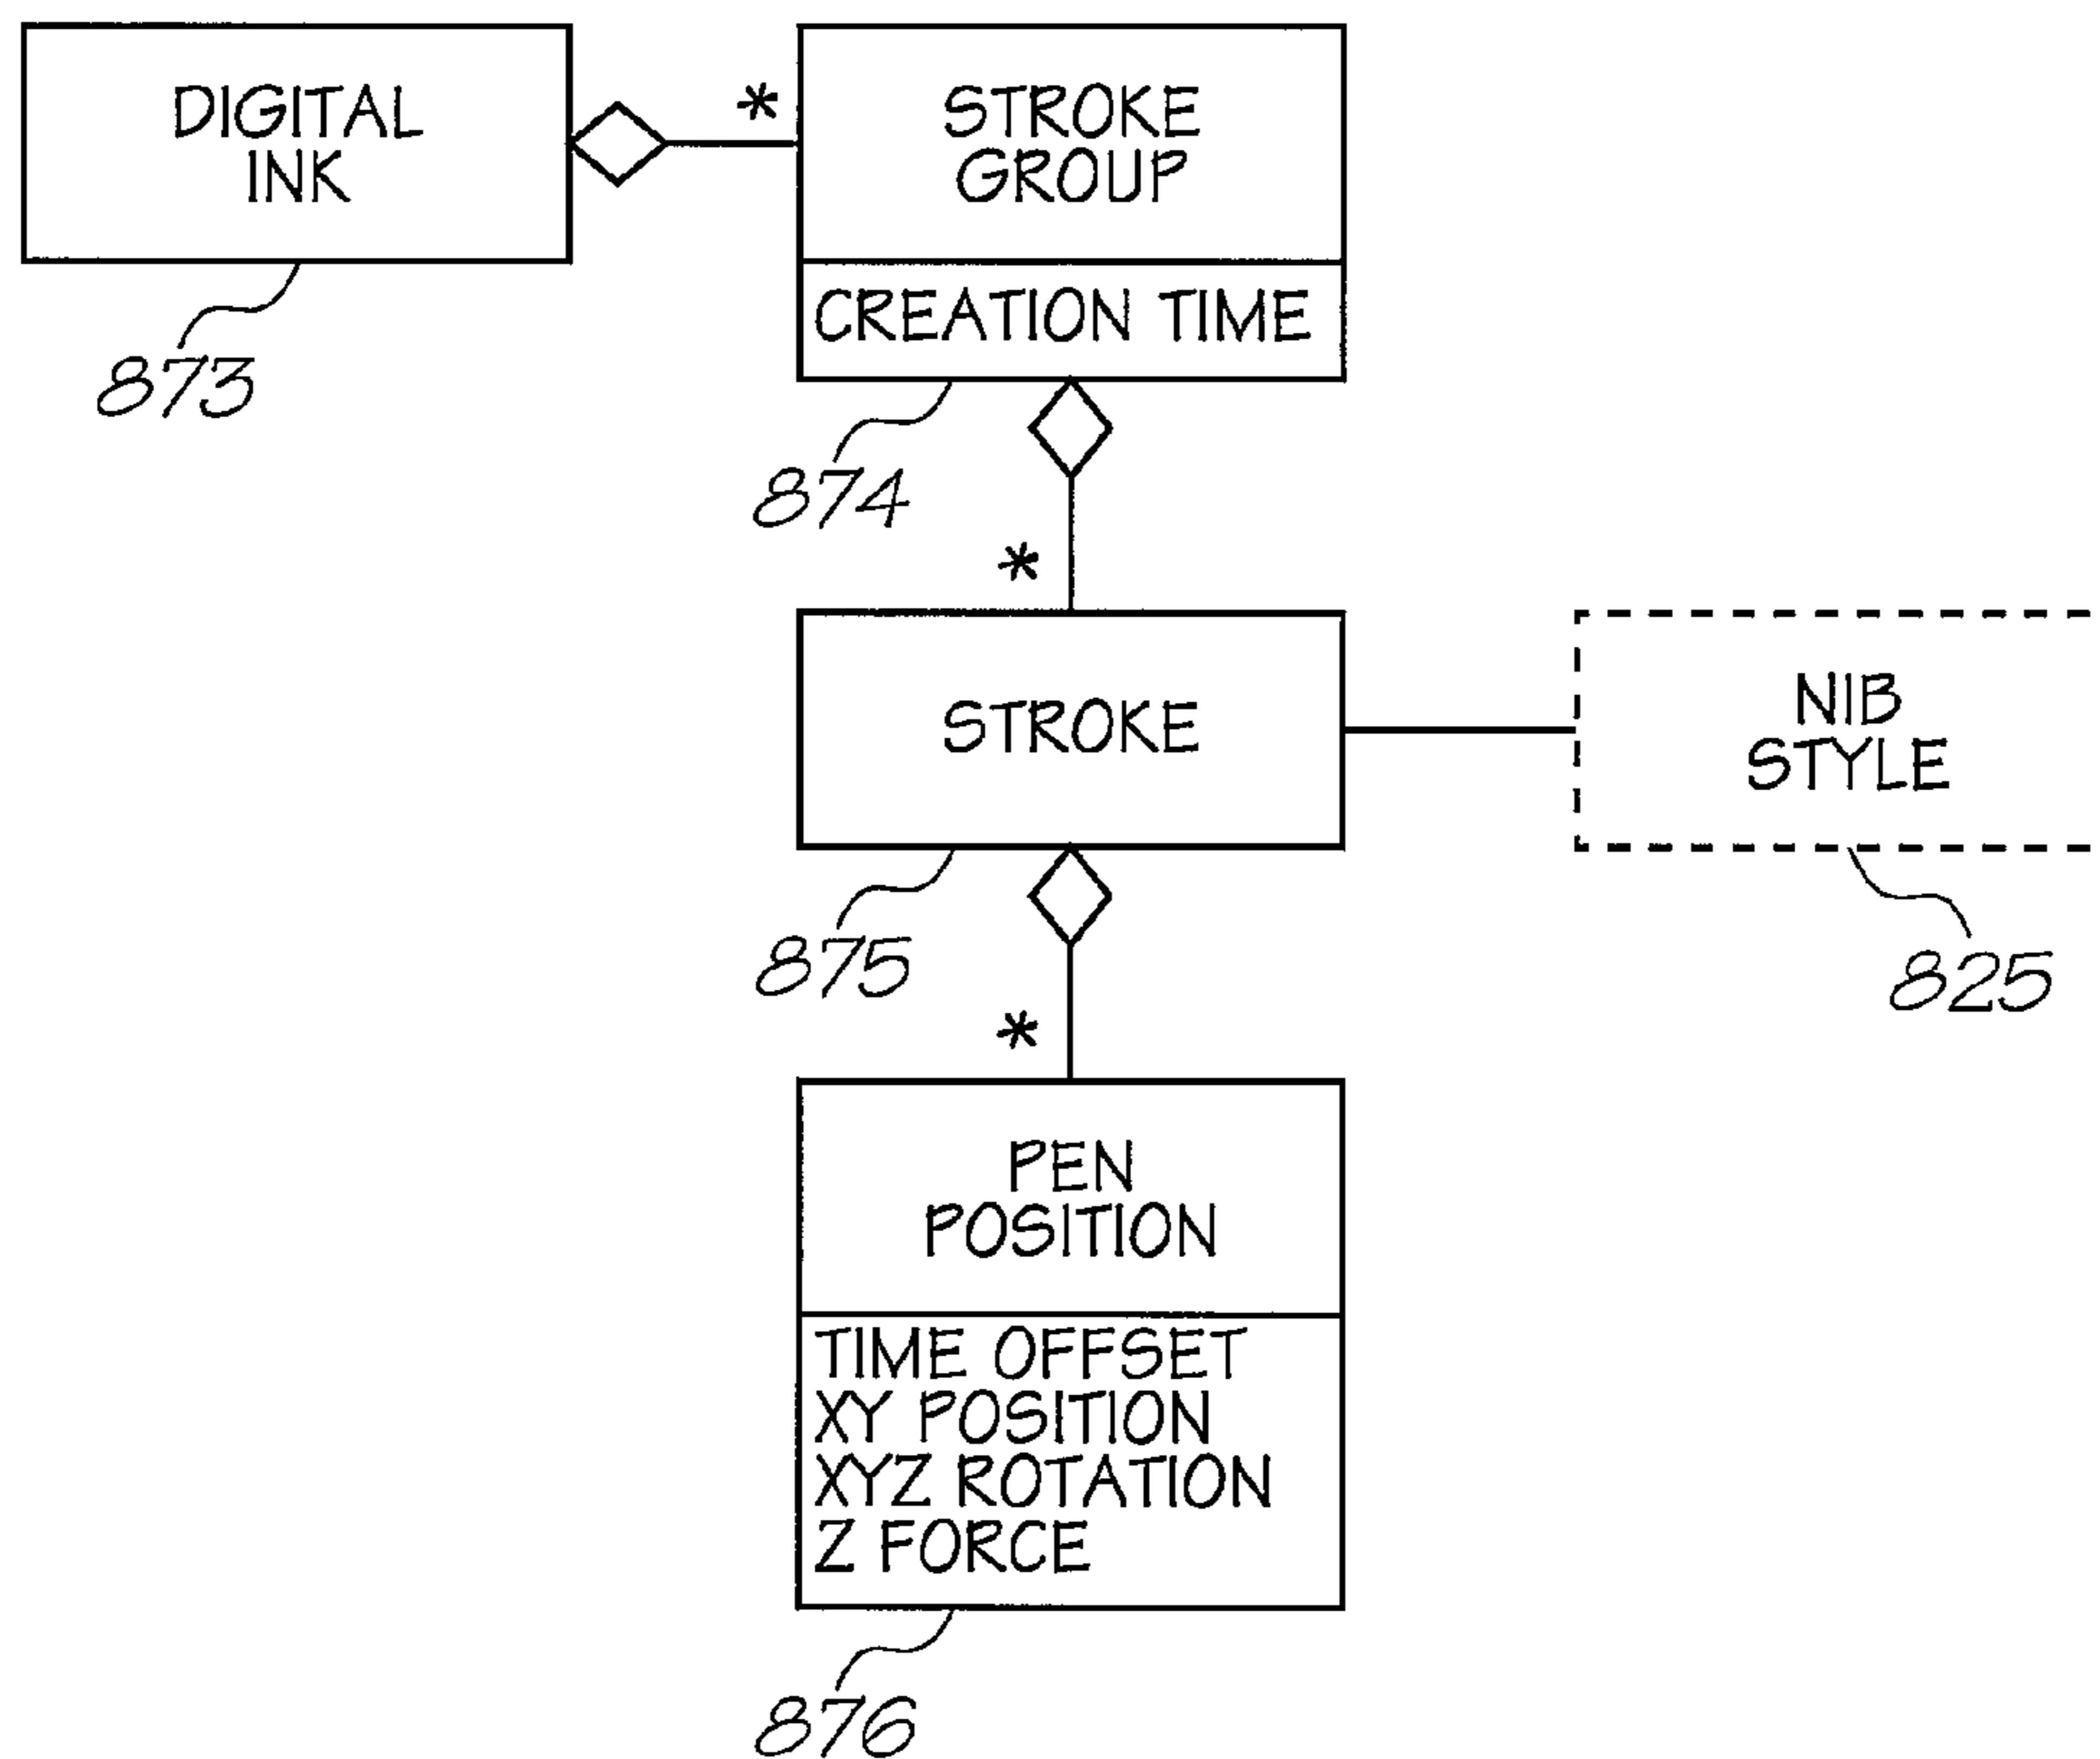 DIGITAL
INK
873
*
STROKE
GROUP
CREATION TIME
874
*
STROKE
875
NIB
STYLE
825
*
PEN
POSITION
TIME OFFSET
XY POSITION
XYZ ROTATION
Z FORCE
876